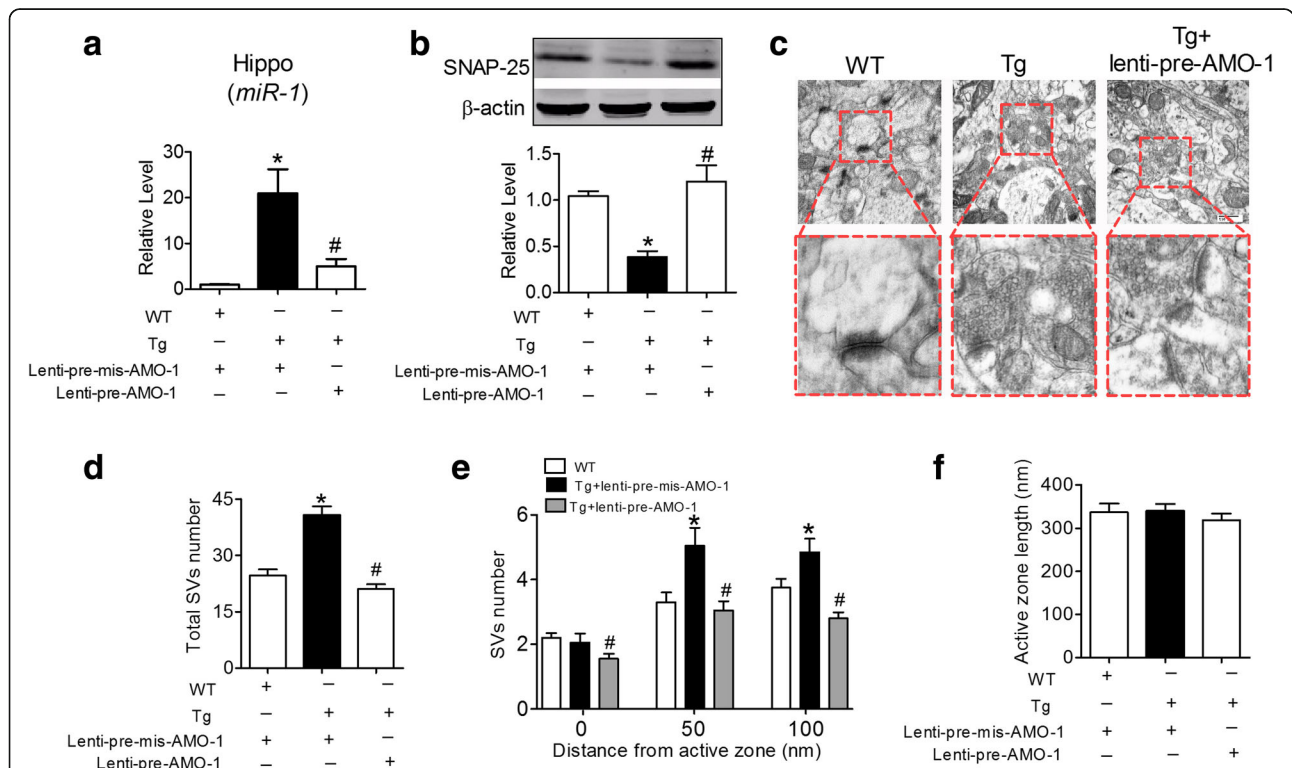 a
Hippo
(miR-1)
Relative Level
30
20
10
0
*
#
WT + – –
Tg – + +
Lenti-pre-mis-AMO-1 + + –
Lenti-pre-AMO-1 – – +
b
SNAP-25
β-actin
Relative Level
1.5
1.0
0.5
0.0
*
#
WT + – –
Tg – + +
Lenti-pre-mis-AMO-1 + + –
Lenti-pre-AMO-1 – – +
c
WT
Tg
Tg+
lenti-pre-AMO-1
d
Total SVs number
45
30
15
0
*
#
WT + – –
Tg – + +
Lenti-pre-mis-AMO-1 + + –
Lenti-pre-AMO-1 – – +
e
WT
Tg+lenti-pre-mis-AMO-1
Tg+lenti-pre-AMO-1
SVs number
6
4
2
0
#
*
#
*
#
0 50 100
Distance from active zone (nm)
f
Active zone length (nm)
400
300
200
100
0
WT + – –
Tg – + +
Lenti-pre-mis-AMO-1 + + –
Lenti-pre-AMO-1 – – +